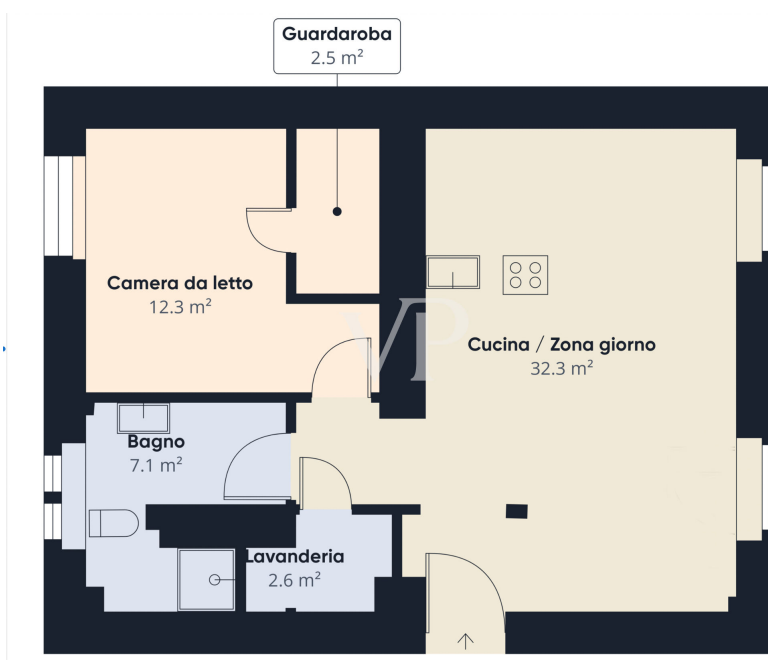 Guardaroba
2.5 m²
Camera da letto
12.3 m²
VP
Cucina / Zona giorno
32.3 m²
Bagno
7.1 m²
Lavanderia
2.6 m²